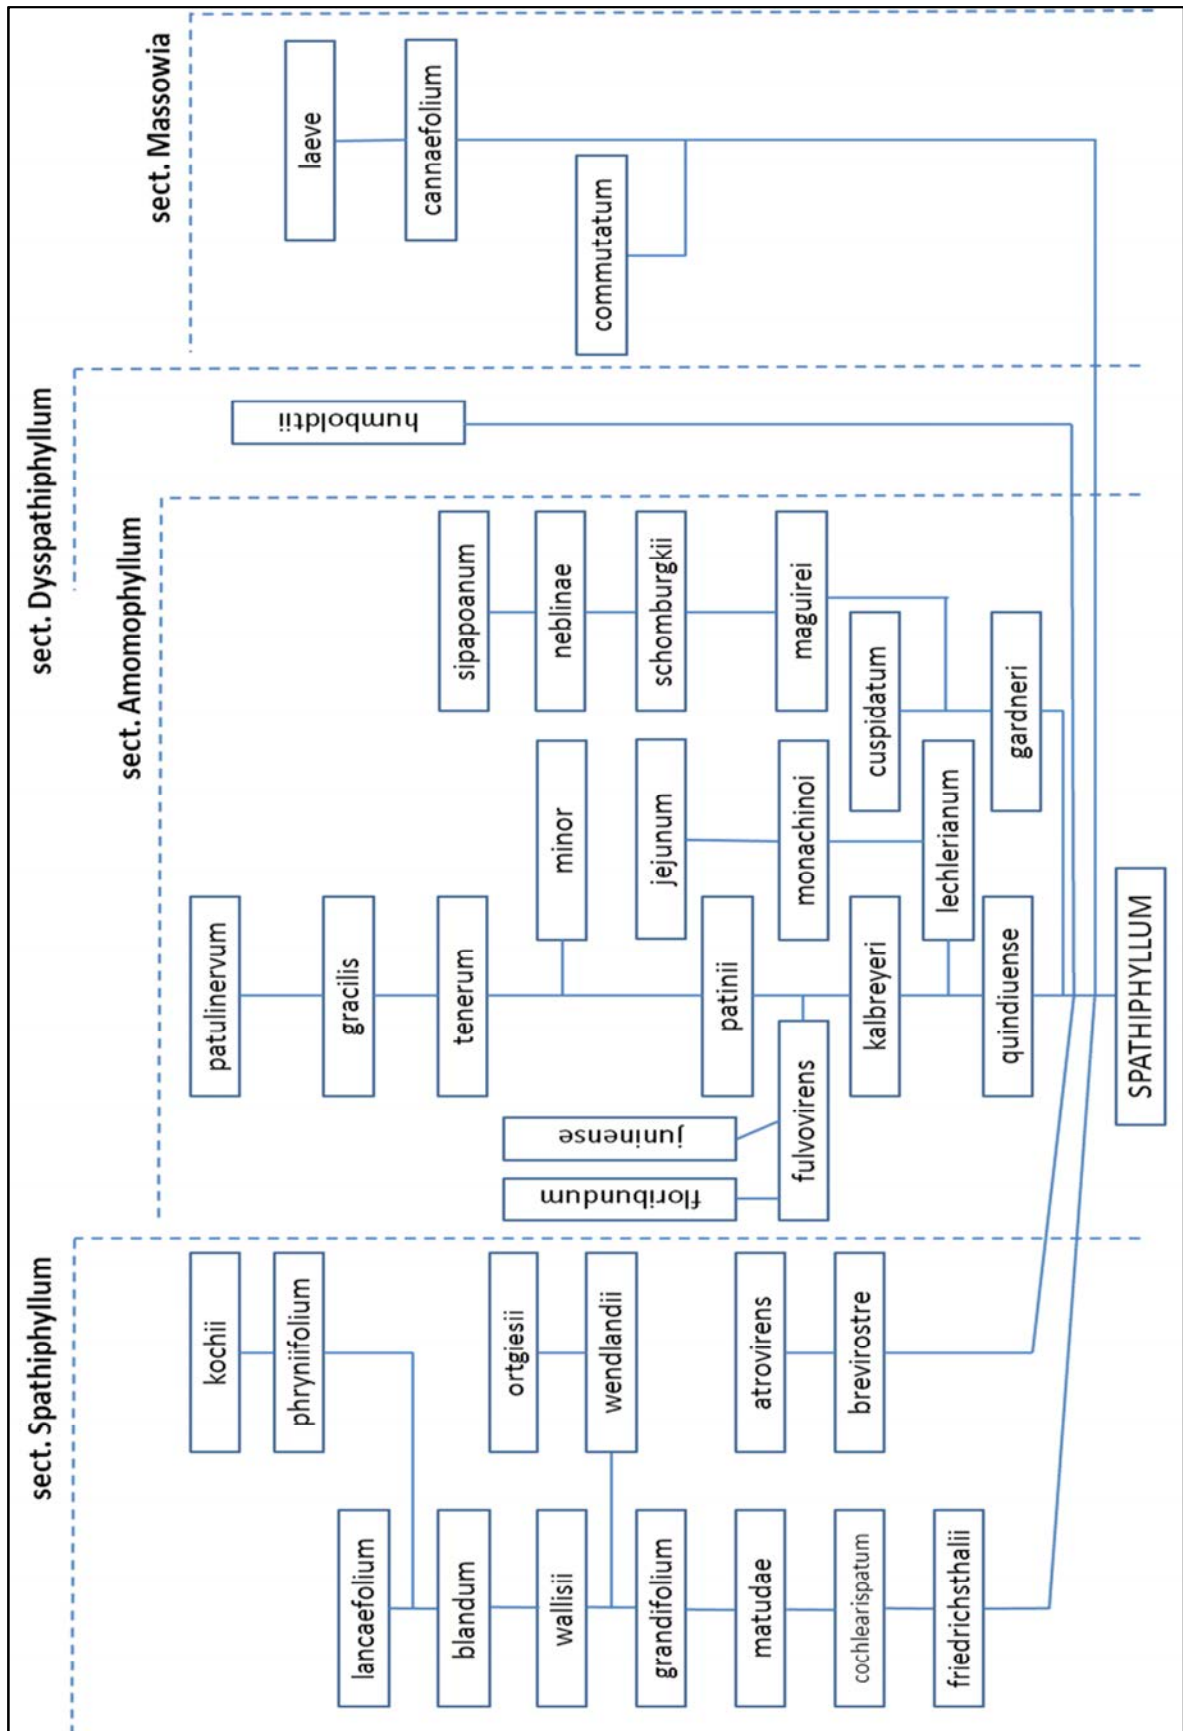 sect. Spathiphyllum
sect. Amomophyllum
sect. Dysspathiphyllum
sect. Massowia
kochii
phryniifolium
lancaefolium
blandum
wallisii
grandifolium
matudae
cochlearispatum
friedrichsthalii
ortgiesii
wendlandii
atrovirens
brevirostre
patulinervum
gracilis
tenerum
minor
patinii
floribundum
juninense
fulvovirens
kalbreyeri
quindiuense
jejunum
monachinoi
lechlerianum
sipapoanum
neblinae
schomburgkii
maguirei
cuspidatum
gardneri
humboldtii
laeve
cannaefolium
commutatum
SPATHIPHYLLUM